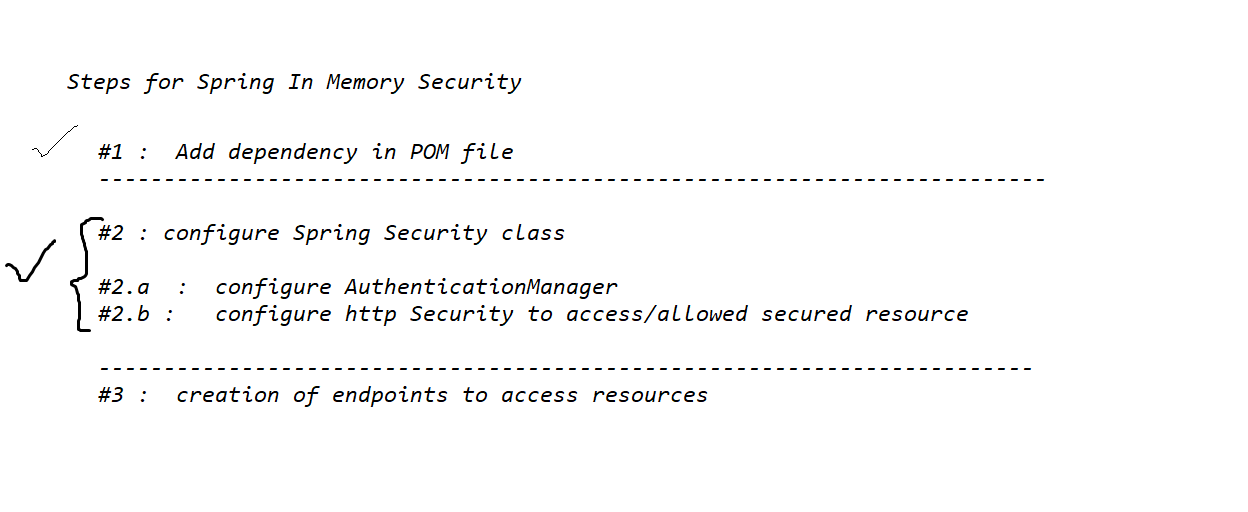 Steps for Spring In Memory Security
#1 :  Add dependency in POM file
-------------------------------------------------------------------------
#2 : configure Spring Security class
#2.a  :  configure AuthenticationManager
#2.b :   configure http Security to access/allowed secured resource
------------------------------------------------------------------------
#3 :  creation of endpoints to access resources